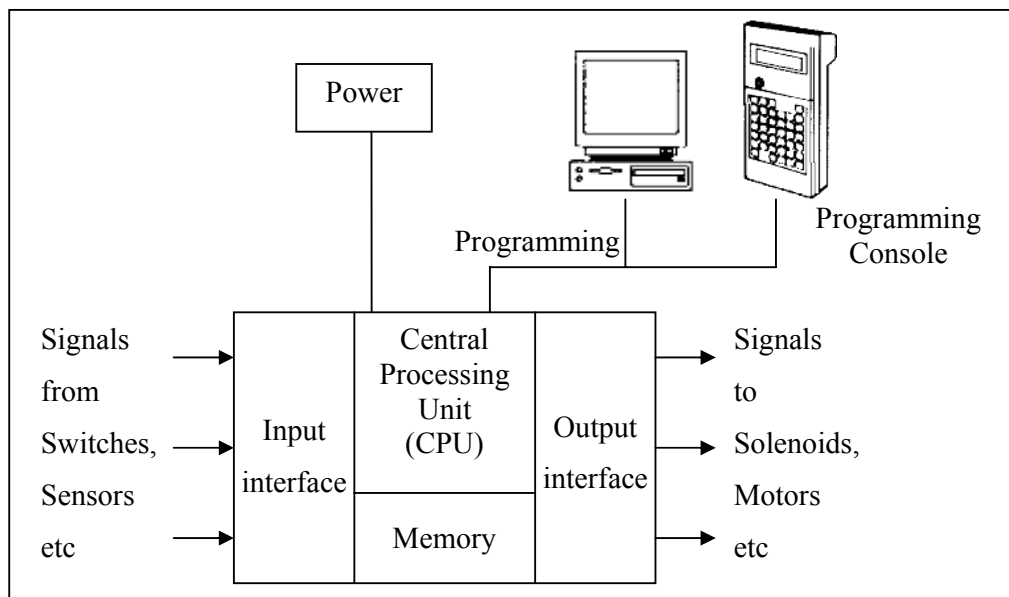 Power
Programming
Programming
Console
Signals
from
Switches,
Sensors
etc
Input
interface
Central
Processing
Unit
(CPU)
Memory
Output
interface
Signals
to
Solenoids,
Motors
etc